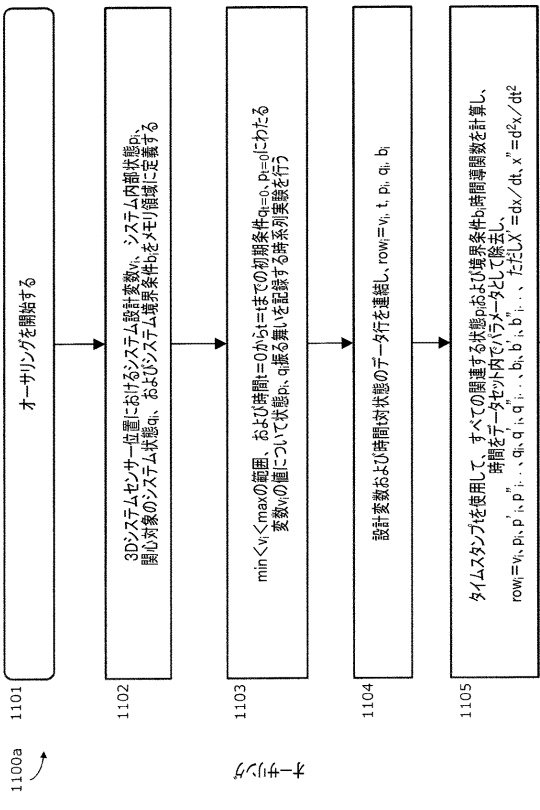 1100a
オーサリング
1101
オーサリングを開始する
1102
3Dシステムセンサー位置におけるシステム設計変数vi、システム内部状態pi、
関心対象のシステム状態qi、およびシステム境界条件biをメモリ領域に定義する
1103
min<vi<maxの範囲、および時間t=0からt=tまでの初期条件qt=0、pt=0にわたる
変数viの値について状態pi、qi振る舞いを記録する時系列実験を行う
1104
設計変数および時間t対状態のデータ行を連結し、rowi=vi, t, pi, qi, bi
1105
タイムスタンプtを使用して、すべての関連する状態piおよび境界条件bi時間導関数を計算し、
時間をデータセット内でパラメータとして除去し、
rowi=vi、pi、p'i、p"i...、qi、q'i、q"i...、bi、b'i、b"i...、ただしX'=dx/dt、x"=d2x/dt2